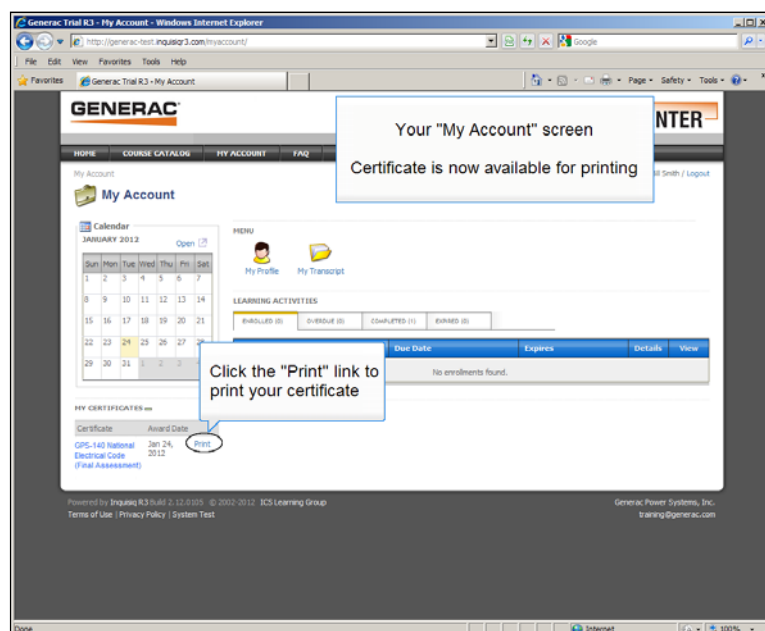 Generac Trial R3 - My Account - Windows Internet Explorer
http://generac-test.inquisiqr3.com/myaccount/
Google
File Edit View Favorites Tools Help
Favorites Generac Trial R3 - My Account
Page Safety Tools
GENERAC
NTER
Your "My Account" screen
Certificate is now available for printing
HOME COURSE CATALOG MY ACCOUNT FAQ
My Account
Smith / Logout
My Account
Calendar
JANUARY 2012 Open
Sun Mon Tue Wed Thu Fri Sat
1 2 3 4 5 6 7
8 9 10 11 12 13 14
15 16 17 18 19 20 21
22 23 24 25 26 27 28
29 30 31 1 2 3
MENU
My Profile My Transcript
LEARNING ACTIVITIES
ENROLLED (0) OVERDUE (0) COMPLETED (1) EXPIRED (0)
Due Date Expires Details View
No enrolments found.
Click the "Print" link to
print your certificate
MY CERTIFICATES
Certificate Award Date
GPS-140 National
Electrical Code
(Final Assessment)
Jan 24,
2012
Print
Powered by Inquisiq R3 Build 2.12.0105 © 2002-2012 ICS Learning Group
Terms of Use | Privacy Policy | System Test
Generac Power Systems, Inc.
training@generac.com
Done
Internet
100%